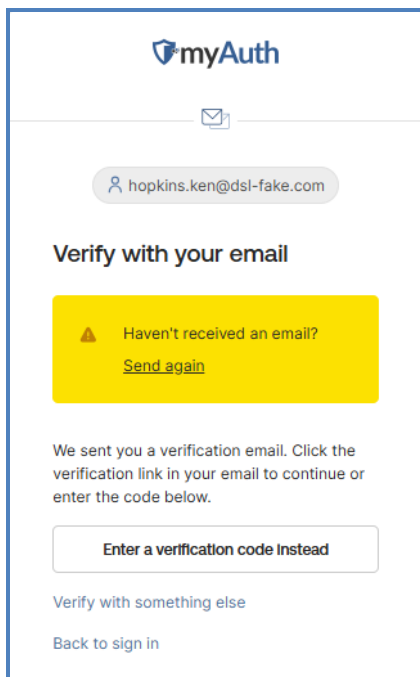 myAuth
hopkins.ken@dsl-fake.com
Verify with your email
Haven't received an email?
Send again
We sent you a verification email. Click the
verification link in your email to continue or
enter the code below.
Enter a verification code instead
Verify with something else
Back to sign in